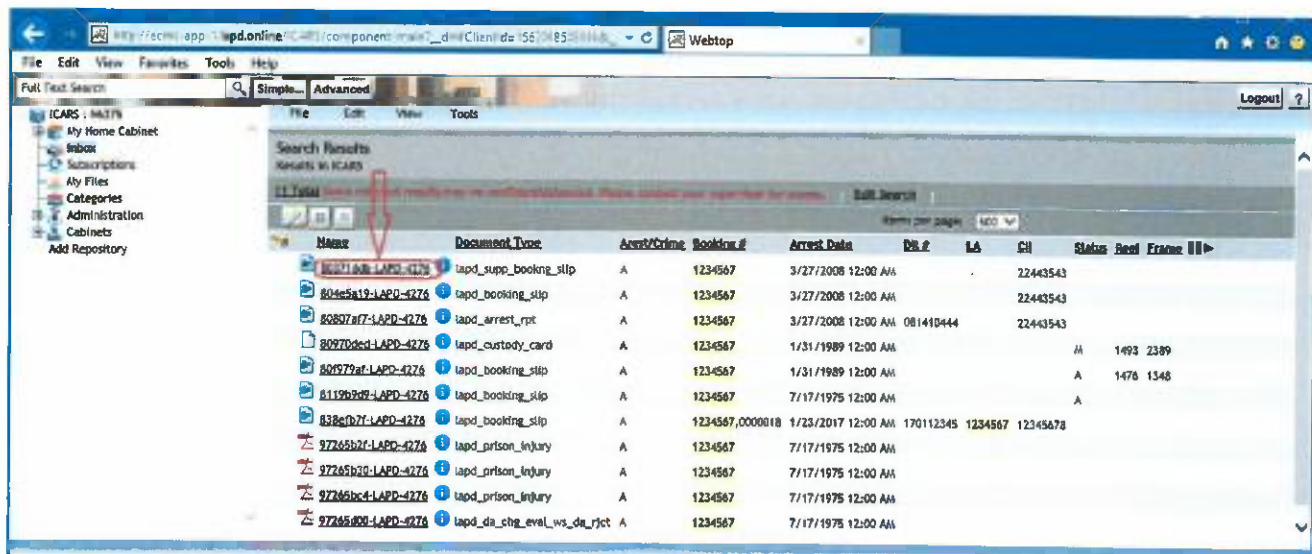 lapd.online
Webtop
File Edit View Favorites Tools Help
Full Text Search Simple... Advanced Logout ?
ICARS :
My Home Cabinet
Inbox
Subscriptions
My Files
Categories
Administration
Cabinets
Add Repository
File Edit View Tools
Search Results
Results in ICARS
11 Total Edit Search
Items per page:
Name Document Type Arest/Crime Booking # Arrest Date DR # LA CII Status Reel Frame
lapd_supp_bookng_slip A 1234567 3/27/2008 12:00 AM 22443543
804e5a19-LAPD-4276 lapd_booking_slip A 1234567 3/27/2008 12:00 AM 22443543
80807af7-LAPD-4276 lapd_arrest_rpt A 1234567 3/27/2008 12:00 AM 081410444 22443543
80970ded-LAPD-4276 lapd_custody_card A 1234567 1/31/1989 12:00 AM M 1493 2389
80f979af-LAPD-4276 lapd_booking_slip A 1234567 1/31/1989 12:00 AM A 1476 1348
8119b9d9-LAPD-4276 lapd_booking_slip A 1234567 7/17/1975 12:00 AM A
838efb7f-LAPD-4276 lapd_booking_slip A 1234567,0000018 1/23/2017 12:00 AM 170112345 1234567 12345678
97265b2f-LAPD-4276 lapd_prison_injury A 1234567 7/17/1975 12:00 AM
97265b30-LAPD-4276 lapd_prison_injury A 1234567 7/17/1975 12:00 AM
97265bc4-LAPD-4276 lapd_prison_injury A 1234567 7/17/1975 12:00 AM
97265d00-LAPD-4276 lapd_da_chg_eval_ws_da_rjct A 1234567 7/17/1975 12:00 AM